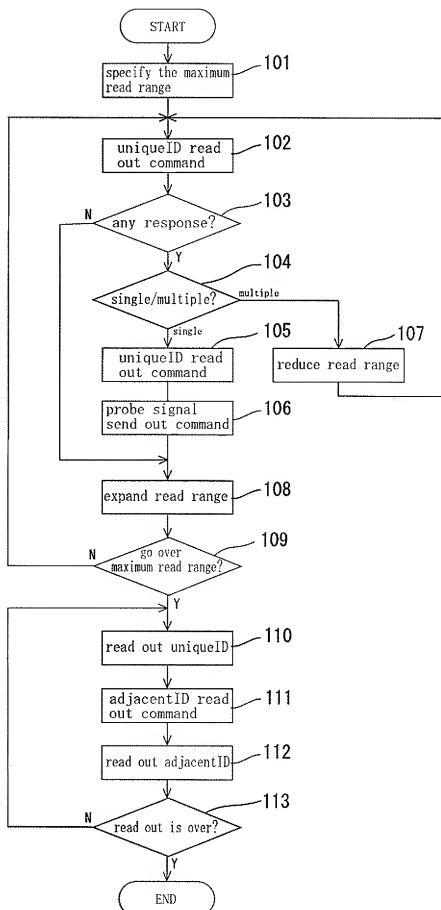 START
101
specify the maximum
read range
102
uniqueID read
out command
103
N
any response?
Y
104
single/multiple?
multiple
single
105
107
uniqueID read
out command
reduce read range
106
probe signal
send out command
108
expand read range
109
N
go over
maximum read range?
Y
110
read out uniqueID
111
adjacentID read
out command
112
read out adjacentID
113
N
read out is over?
Y
END